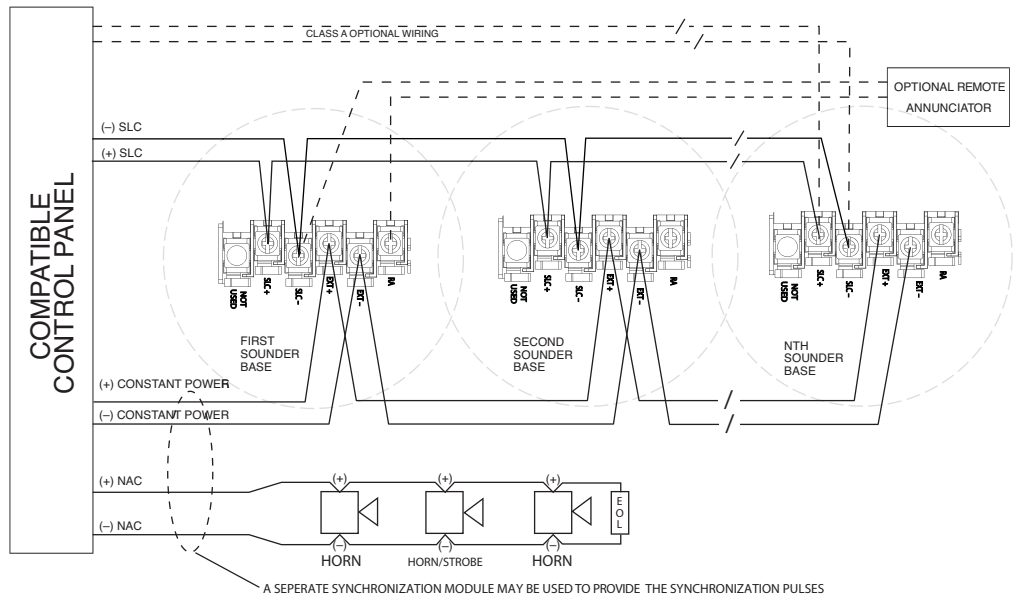 CLASS A OPTIONAL WIRING
OPTIONAL REMOTE
ANNUNCIATOR
(–) SLC
(+) SLC
COMPATIBLE
CONTROL PANEL
NOT
USED
SLC +
SLC –
EXT +
EXT –
RA
NOT
USED
SLC +
SLC –
EXT +
EXT –
RA
NOT
USED
SLC +
SLC –
EXT +
EXT –
RA
FIRST
SOUNDER
BASE
SECOND
SOUNDER
BASE
NTH
SOUNDER
BASE
(+) CONSTANT POWER
(–) CONSTANT POWER
(+) NAC
(–) NAC
(+)
(+)
(+)
EOL
(–)
(–)
(–)
HORN
HORN/STROBE
HORN
A SEPERATE SYNCHRONIZATION MODULE MAY BE USED TO PROVIDE THE SYNCHRONIZATION PULSES